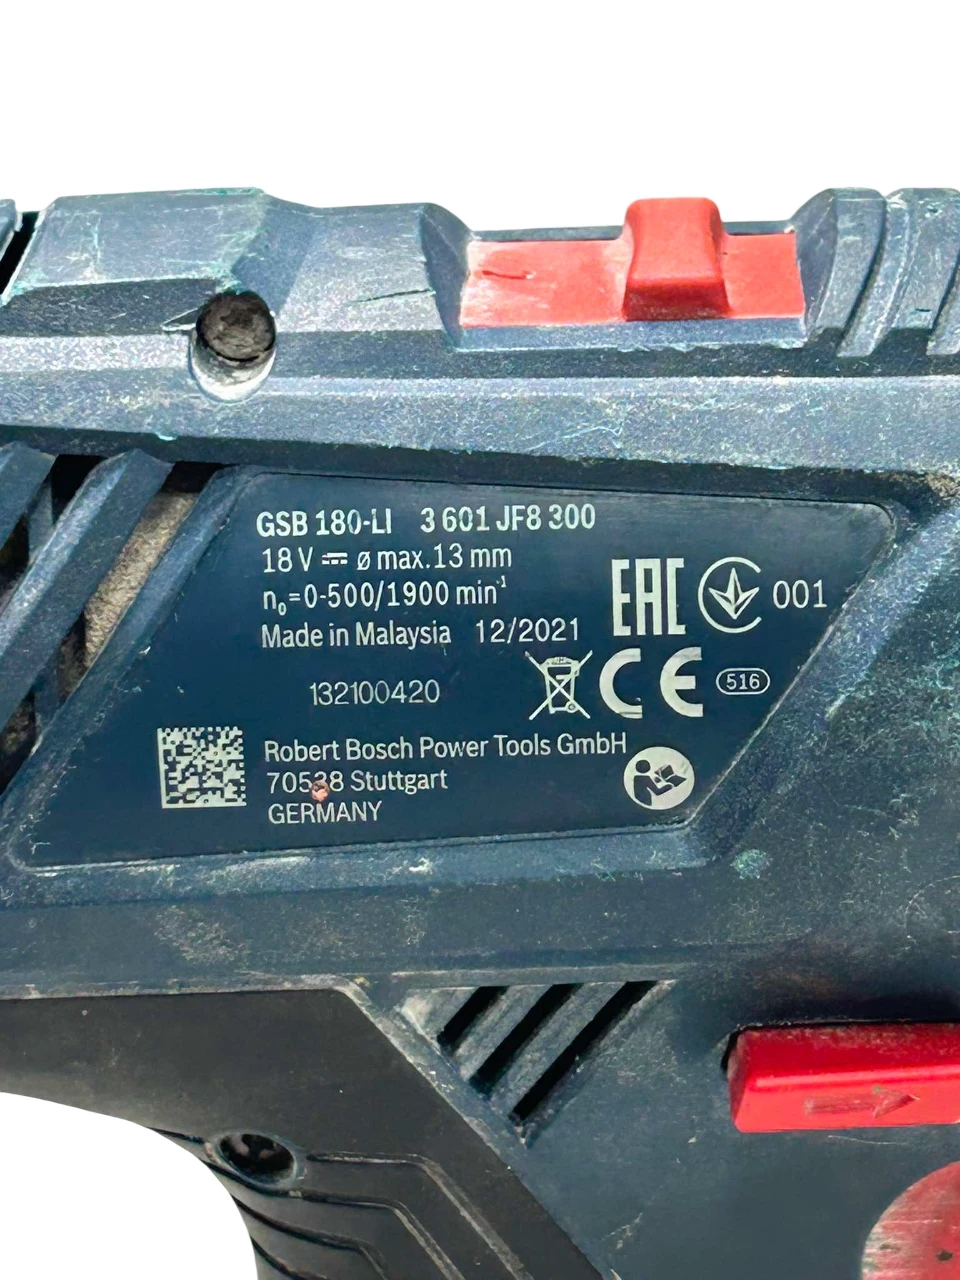 GSB 180-LI 3 601 JF8 300
18 V ⎓ ø max.13 mm
n₀=0-500/1900 min⁻¹
EAC 001
Made in Malaysia 12/2021
132100420 CE 516
Robert Bosch Power Tools GmbH
70538 Stuttgart
GERMANY